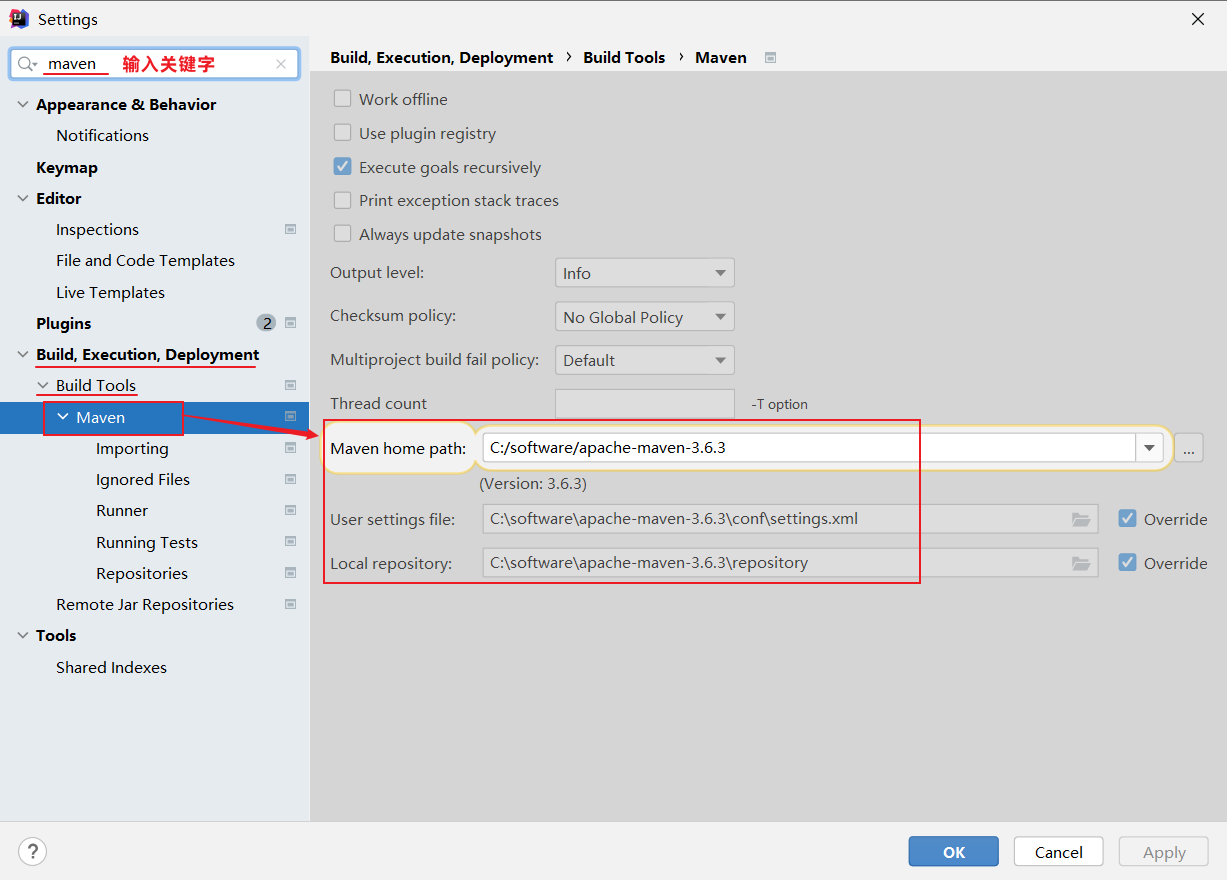 Settings
maven 输入关键字
Appearance & Behavior
Notifications
Keymap
Editor
Inspections
File and Code Templates
Live Templates
Plugins 2
Build, Execution, Deployment
Build Tools
Maven
Importing
Ignored Files
Runner
Running Tests
Repositories
Remote Jar Repositories
Tools
Shared Indexes
Build, Execution, Deployment › Build Tools › Maven
Work offline
Use plugin registry
Execute goals recursively
Print exception stack traces
Always update snapshots
Output level: Info
Checksum policy: No Global Policy
Multiproject build fail policy: Default
Thread count -T option
Maven home path: C:/software/apache-maven-3.6.3 ...
(Version: 3.6.3)
User settings file: C:\software\apache-maven-3.6.3\conf\settings.xml Override
Local repository: C:\software\apache-maven-3.6.3\repository Override
? OK Cancel Apply